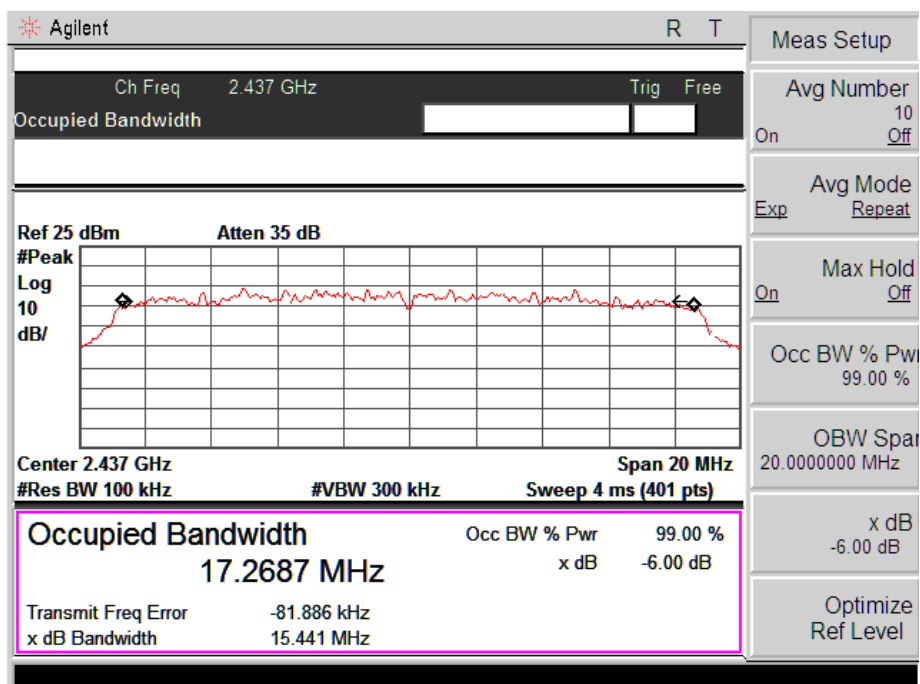 Agilent
R T
Ch Freq 2.437 GHz Trig Free
Occupied Bandwidth
Ref 25 dBm Atten 35 dB
#Peak
Log
10
dB/
Center 2.437 GHz Span 20 MHz
#Res BW 100 kHz #VBW 300 kHz Sweep 4 ms (401 pts)
Occupied Bandwidth
17.2687 MHz
Occ BW % Pwr 99.00 %
x dB -6.00 dB
Transmit Freq Error -81.886 kHz
x dB Bandwidth 15.441 MHz
Meas Setup
Avg Number
10
On Off
Avg Mode
Exp Repeat
Max Hold
On Off
Occ BW % Pwr
99.00 %
OBW Spar
20.0000000 MHz
x dB
-6.00 dB
Optimize
Ref Level